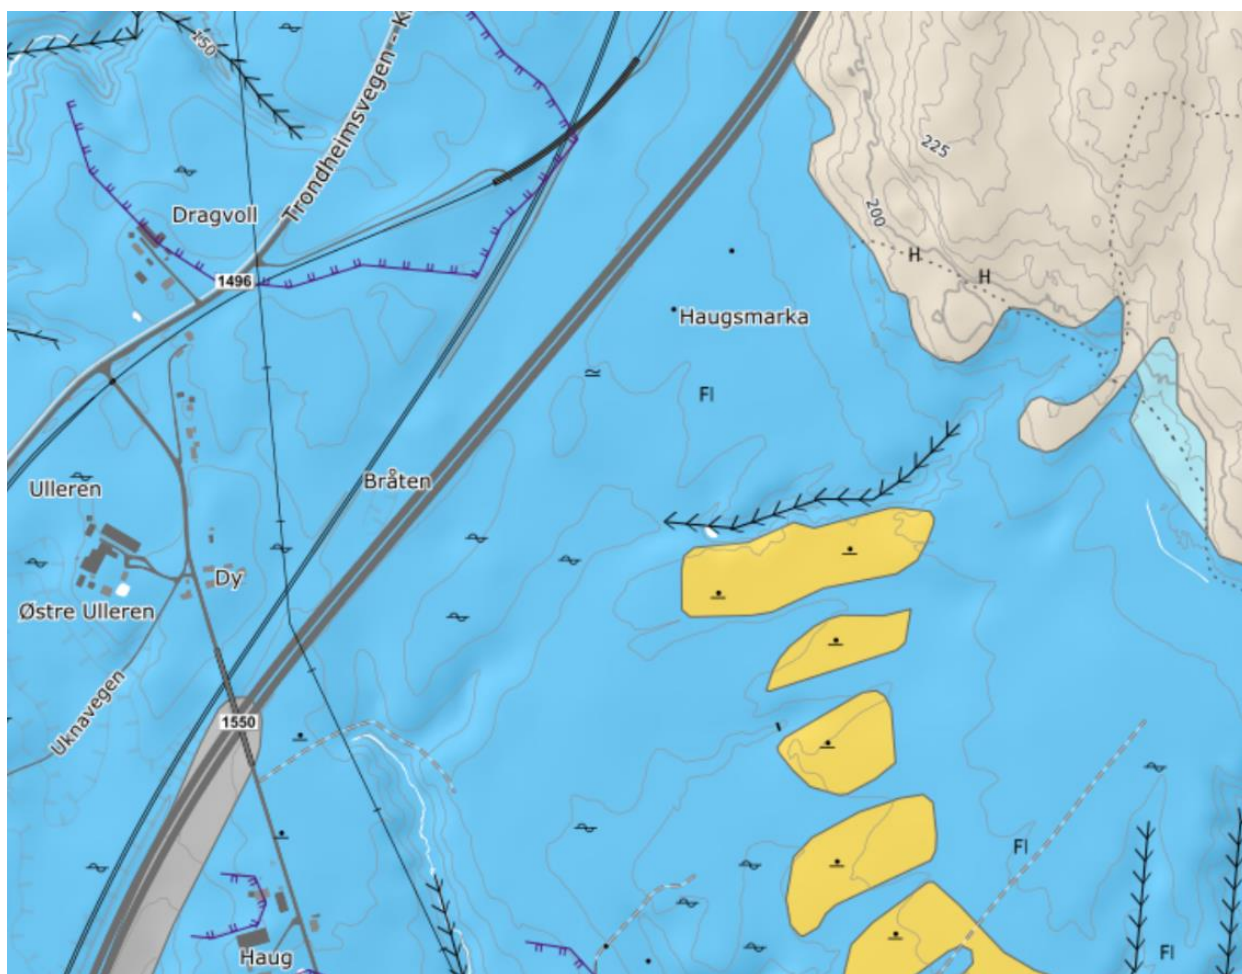 150
Trondheimsvegen - K
225
Dragvoll
200
H
H
1496
Haugsmarka
Fl
Bråten
Ulleren
Dy
Østre Ulleren
Uknavegen
1550
Fl
Haug
Fl